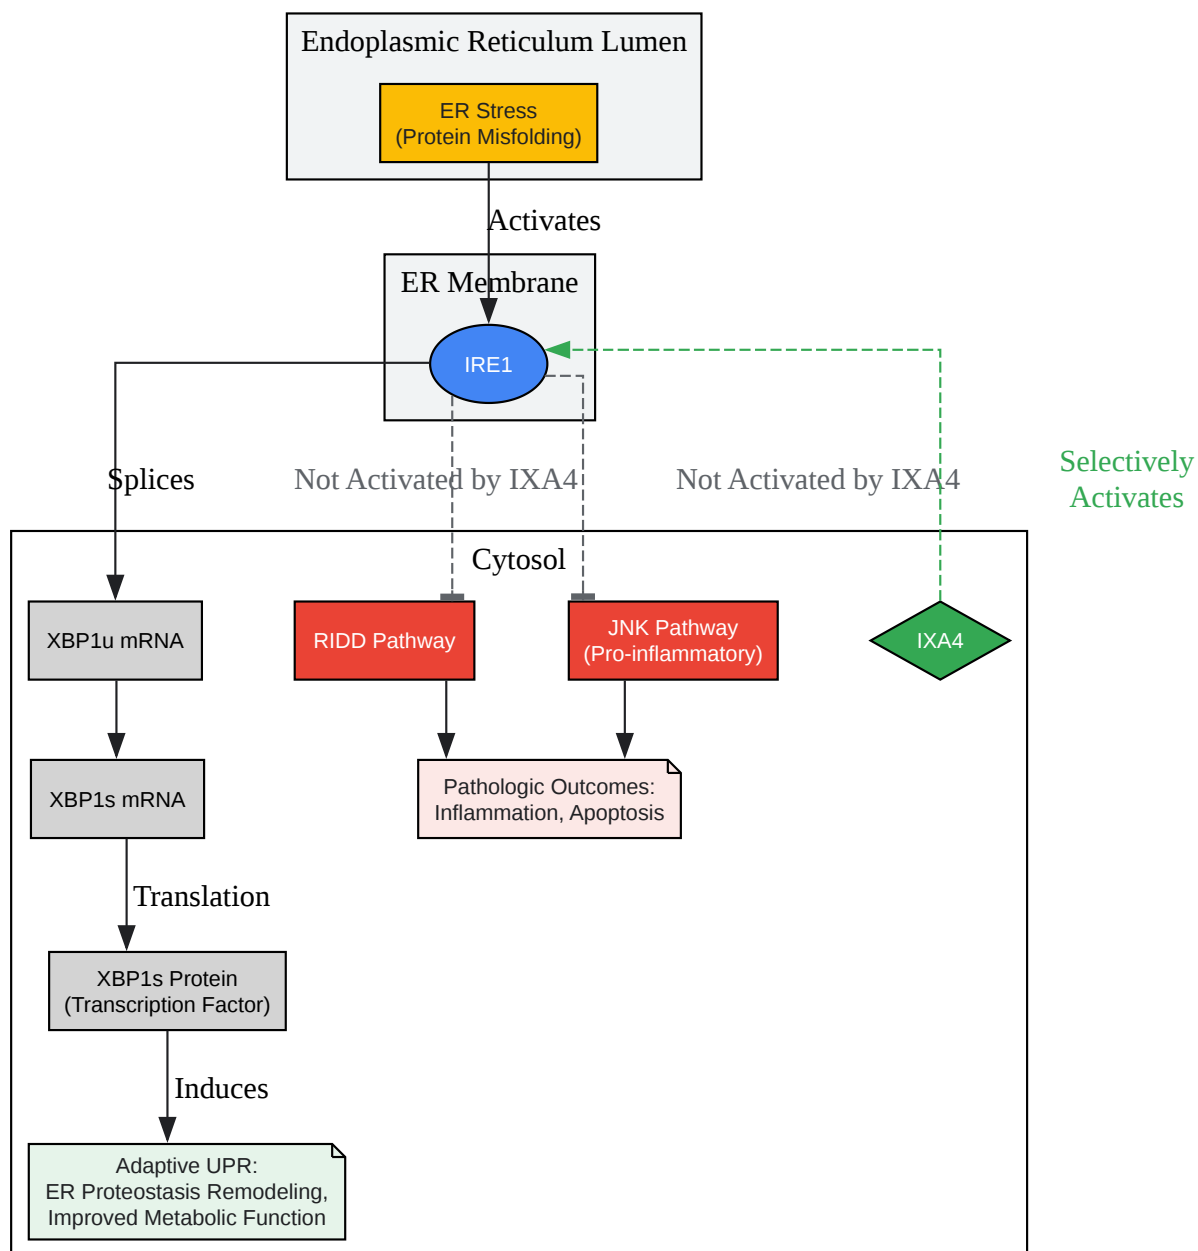 Endoplasmic Reticulum Lumen
ER Stress
(Protein Misfolding)
Activates
ER Membrane
IRE1
Splices
Not Activated by IXA4
Not Activated by IXA4
Selectively
Activates
Cytosol
XBP1u mRNA
RIDD Pathway
JNK Pathway
(Pro-inflammatory)
IXA4
XBP1s mRNA
Pathologic Outcomes:
Inflammation, Apoptosis
Translation
XBP1s Protein
(Transcription Factor)
Induces
Adaptive UPR:
ER Proteostasis Remodeling,
Improved Metabolic Function